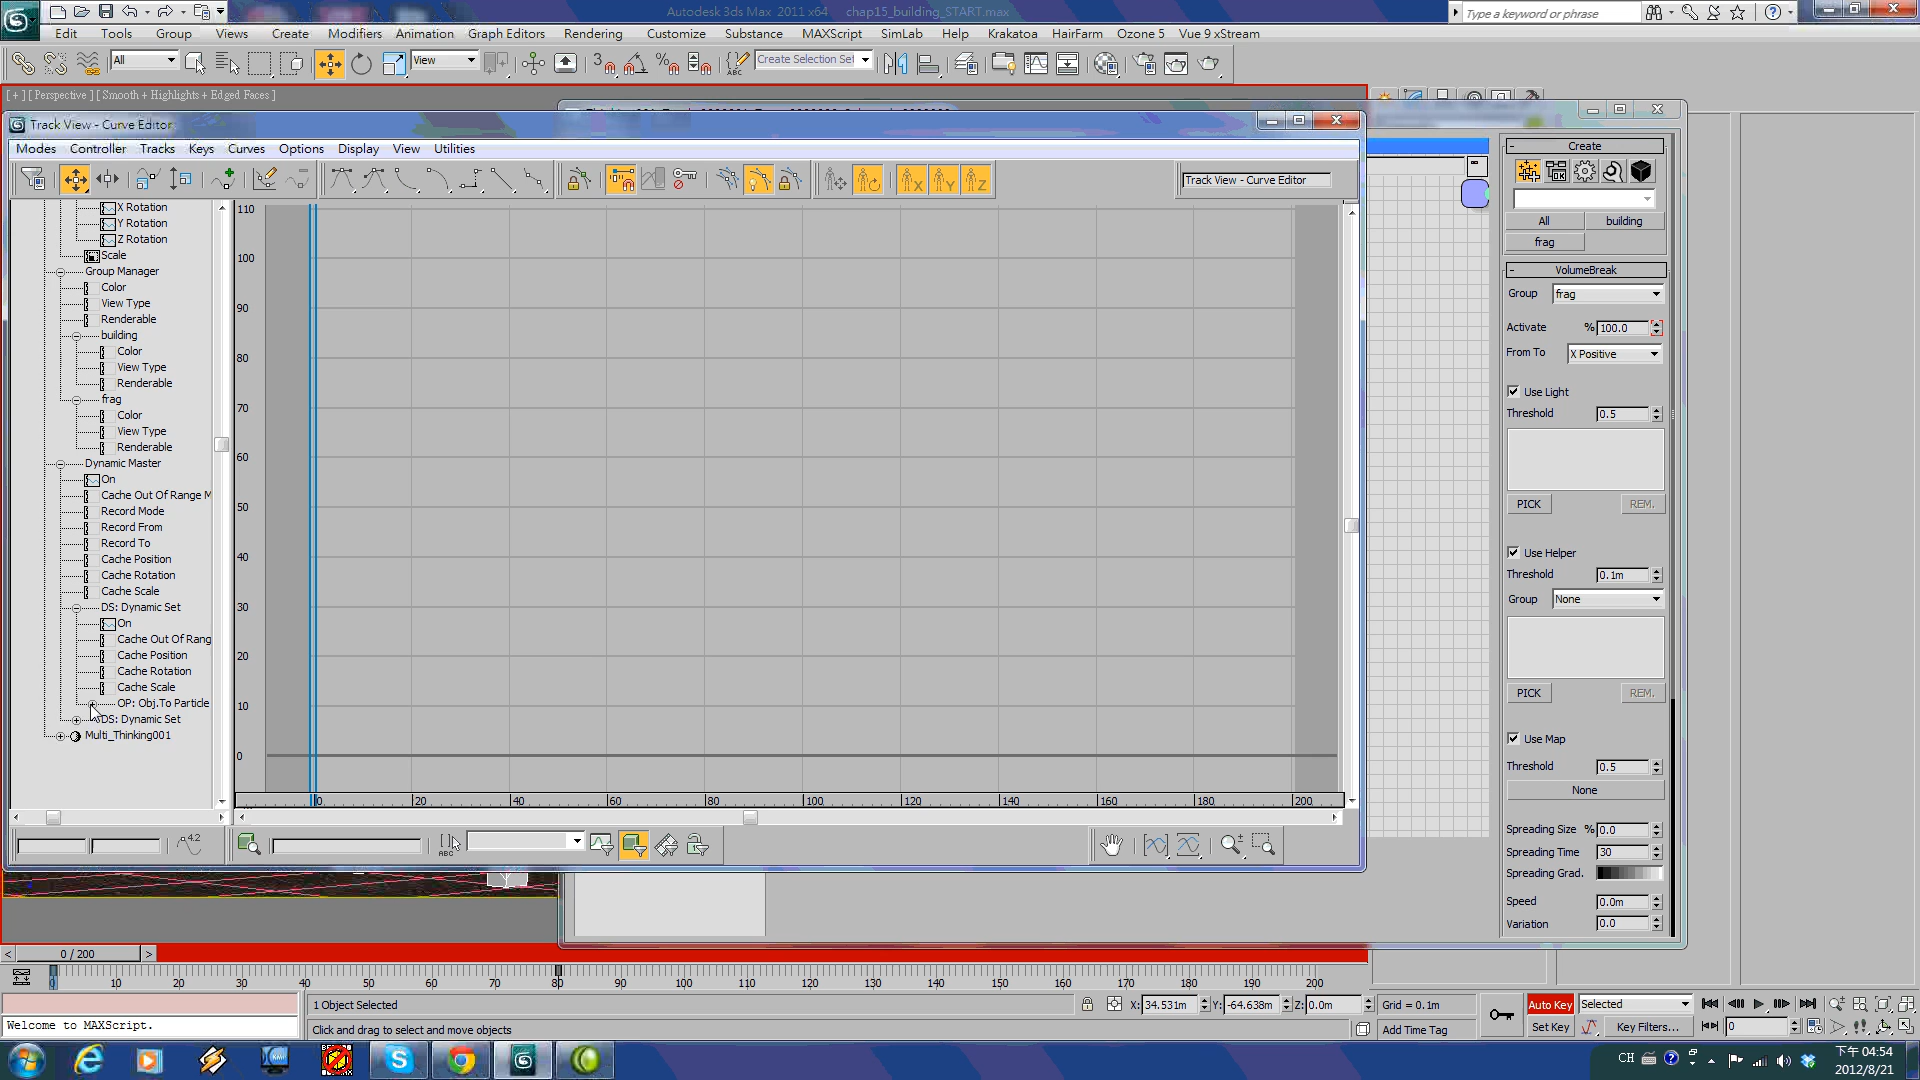 Autodesk 3ds Max 2011 x64 chap15_building_START.max
Type a keyword or phrase
Edit Tools Group Views Create Modifiers Animation Graph Editors Rendering Customize Substance MAXScript SimLab Help Krakatoa HairFarm Ozone 5 Vue 9 xStream
All View 3 Create Selection Set
[ + ] [ Perspective ] [ Smooth + Highlights + Edged Faces ]
Track View - Curve Editor
Modes Controller Tracks Keys Curves Options Display View Utilities
X Y Z
Track View - Curve Editor
X Rotation
Y Rotation
Z Rotation
Scale
Group Manager
Color
View Type
Renderable
building
Color
View Type
Renderable
frag
Color
View Type
Renderable
Dynamic Master
On
Cache Out Of Range M
Record Mode
Record From
Record To
Cache Position
Cache Rotation
Cache Scale
DS: Dynamic Set
On
Cache Out Of Rang
Cache Position
Cache Rotation
Cache Scale
OP: Obj.To Particle
DS: Dynamic Set
Multi_Thinking001
110
100
90
80
70
60
50
40
30
20
10
0
0 20 40 60 80 100 120 140 160 180 200
4.2
ABC
Create
All building
frag
VolumeBreak
Group frag
Activate % 100.0
From To X Positive
Use Light
Threshold 0.5
PICK REM.
Use Helper
Threshold 0.1m
Group None
PICK REM.
Use Map
Threshold 0.5
None
Spreading Size % 0.0
Spreading Time 30
Spreading Grad.
Speed 0.0m
Variation 0.0
< 0 / 200 >
0 10 20 30 40 50 60 70 80 90 100 110 120 130 140 150 160 170 180 190 200
1 Object Selected X: 34.531m Y: -64.638m Z: 0.0m Grid = 0.1m Auto Key Selected
Welcome to MAXScript. Click and drag to select and move objects Add Time Tag Set Key Key Filters... 0
CH 下午 04:54
2012/8/21